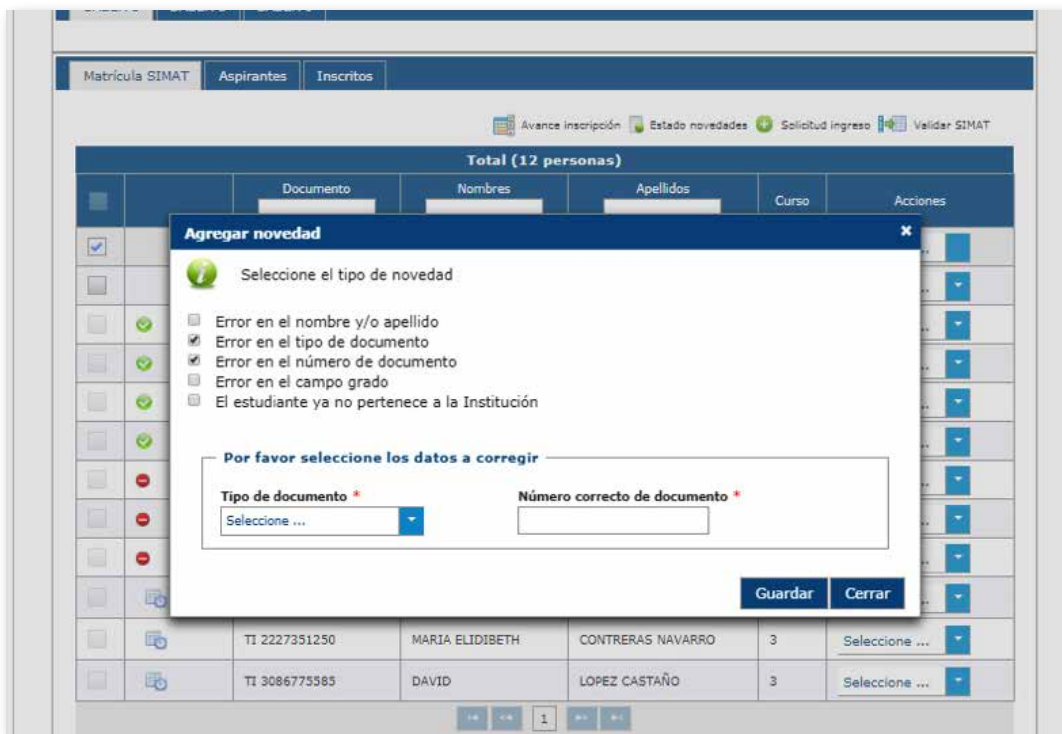 Matrícula SIMAT Aspirantes Inscritos
Avance inscripción Estado novedades Solicitud ingreso Validar SIMAT
Total (12 personas)
Documento Nombres Apellidos Curso Acciones
Agregar novedad
Seleccione el tipo de novedad
Error en el nombre y/o apellido
Error en el tipo de documento
Error en el número de documento
Error en el campo grado
El estudiante ya no pertenece a la Institución
Por favor seleccione los datos a corregir
Tipo de documento * Número correcto de documento *
Seleccione ...
Guardar Cerrar
TI 2227351250 MARIA ELIDIBETH CONTRERAS NAVARRO 3 Seleccione ...
TI 3086775585 DAVID LOPEZ CASTAÑO 3 Seleccione ...
1